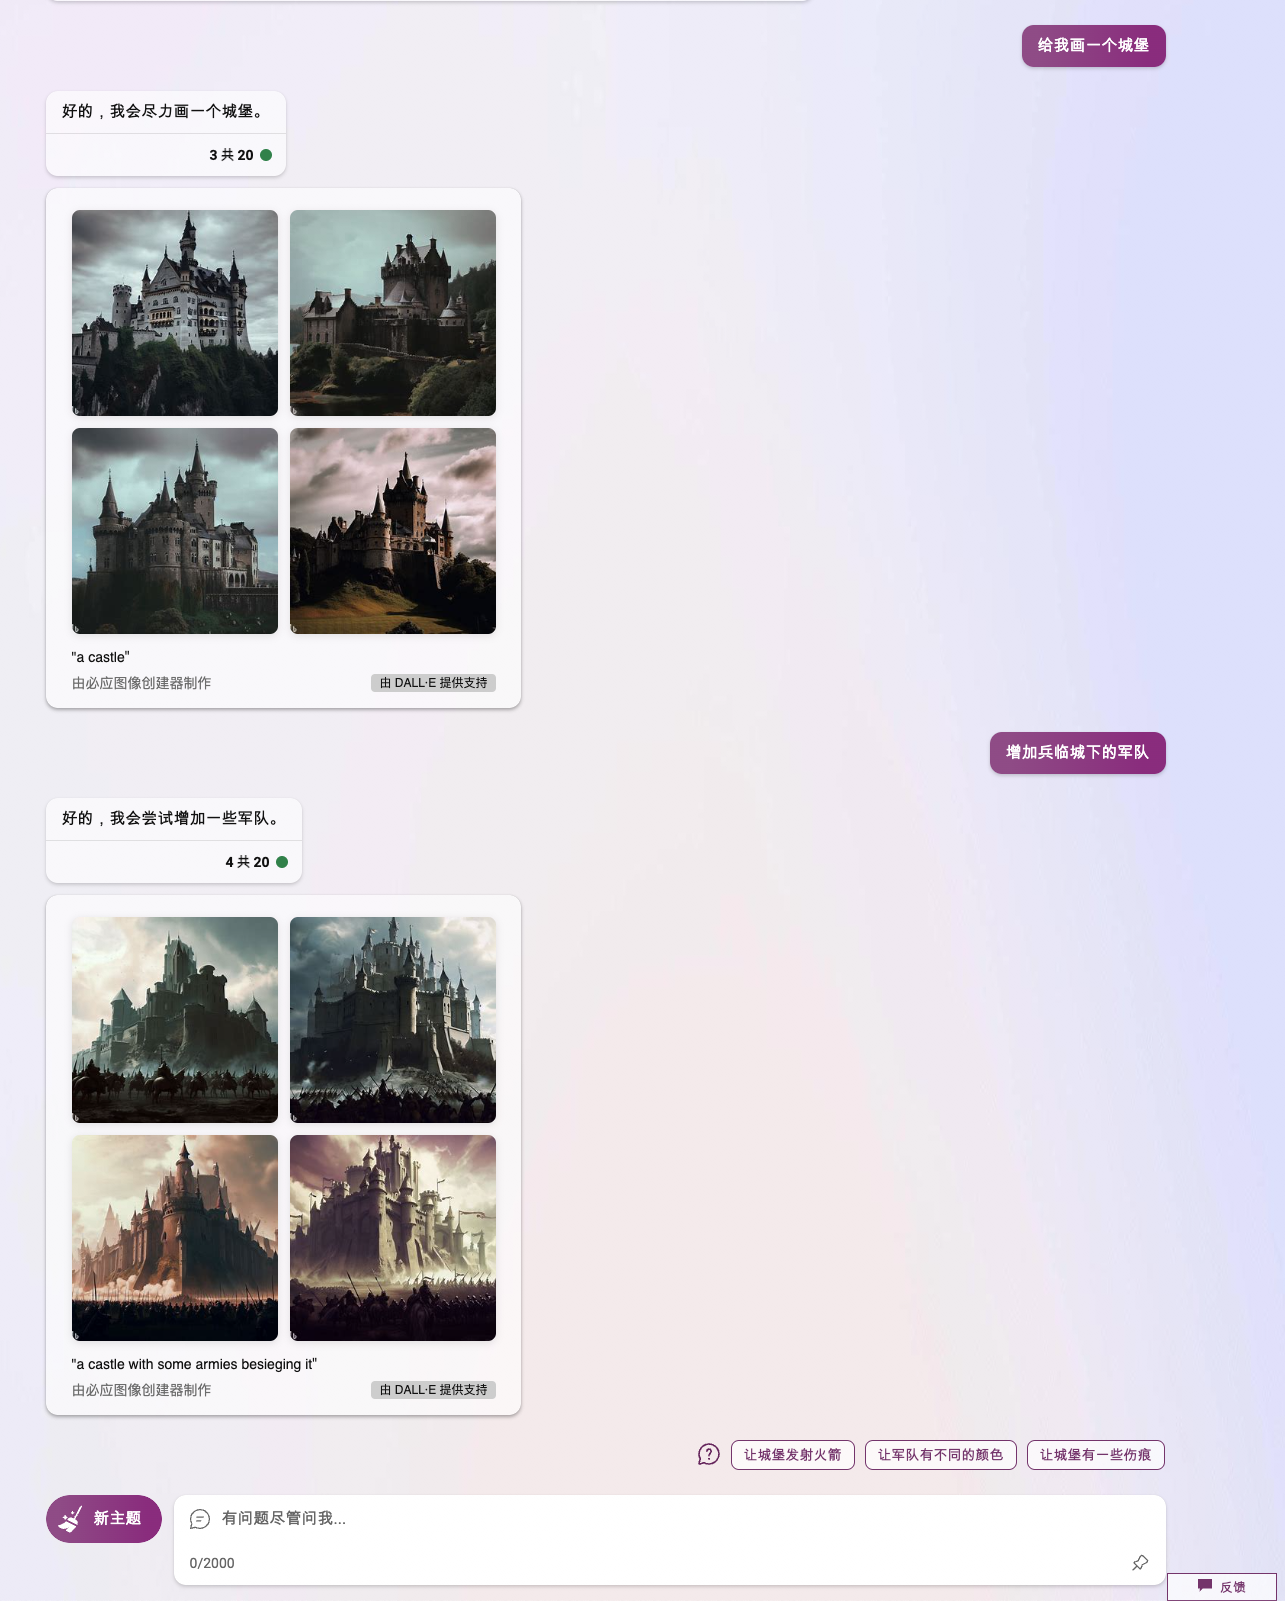 给我画一个城堡
好的，我会尽力画一个城堡。
3 共 20
"a castle"
由必应图像创建器制作
由 DALL·E 提供支持
增加兵临城下的军队
好的，我会尝试增加一些军队。
4 共 20
"a castle with some armies besieging it"
由必应图像创建器制作
由 DALL·E 提供支持
让城堡发射火箭
让军队有不同的颜色
让城堡有一些伤痕
新主题
有问题尽管问我...
0/2000
反馈